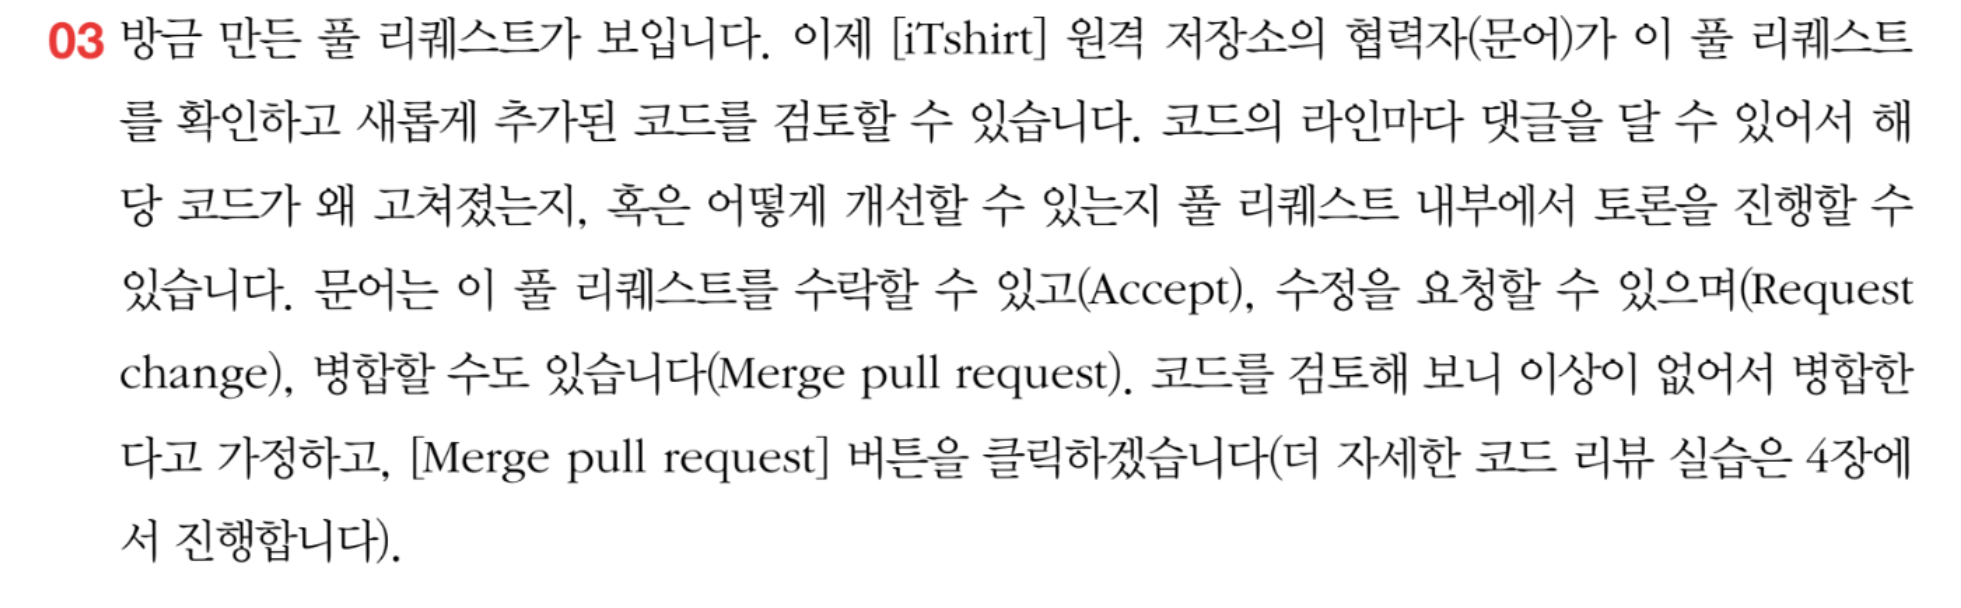 03 방금 만든 풀 리퀘스트가 보입니다. 이제 [iTshirt] 원격 저장소의 협력자(문어)가 이 풀 리퀘스트
를 확인하고 새롭게 추가된 코드를 검토할 수 있습니다. 코드의 라인마다 댓글을 달 수 있어서 해
당 코드가 왜 고쳐졌는지, 혹은 어떻게 개선할 수 있는지 풀 리퀘스트 내부에서 토론을 진행할 수
있습니다. 문어는 이 풀 리퀘스트를 수락할 수 있고(Accept), 수정을 요청할 수 있으며(Request
change), 병합할 수도 있습니다(Merge pull request). 코드를 검토해 보니 이상이 없어서 병합한
다고 가정하고, [Merge pull request] 버튼을 클릭하겠습니다(더 자세한 코드 리뷰 실습은 4장에
서 진행합니다).